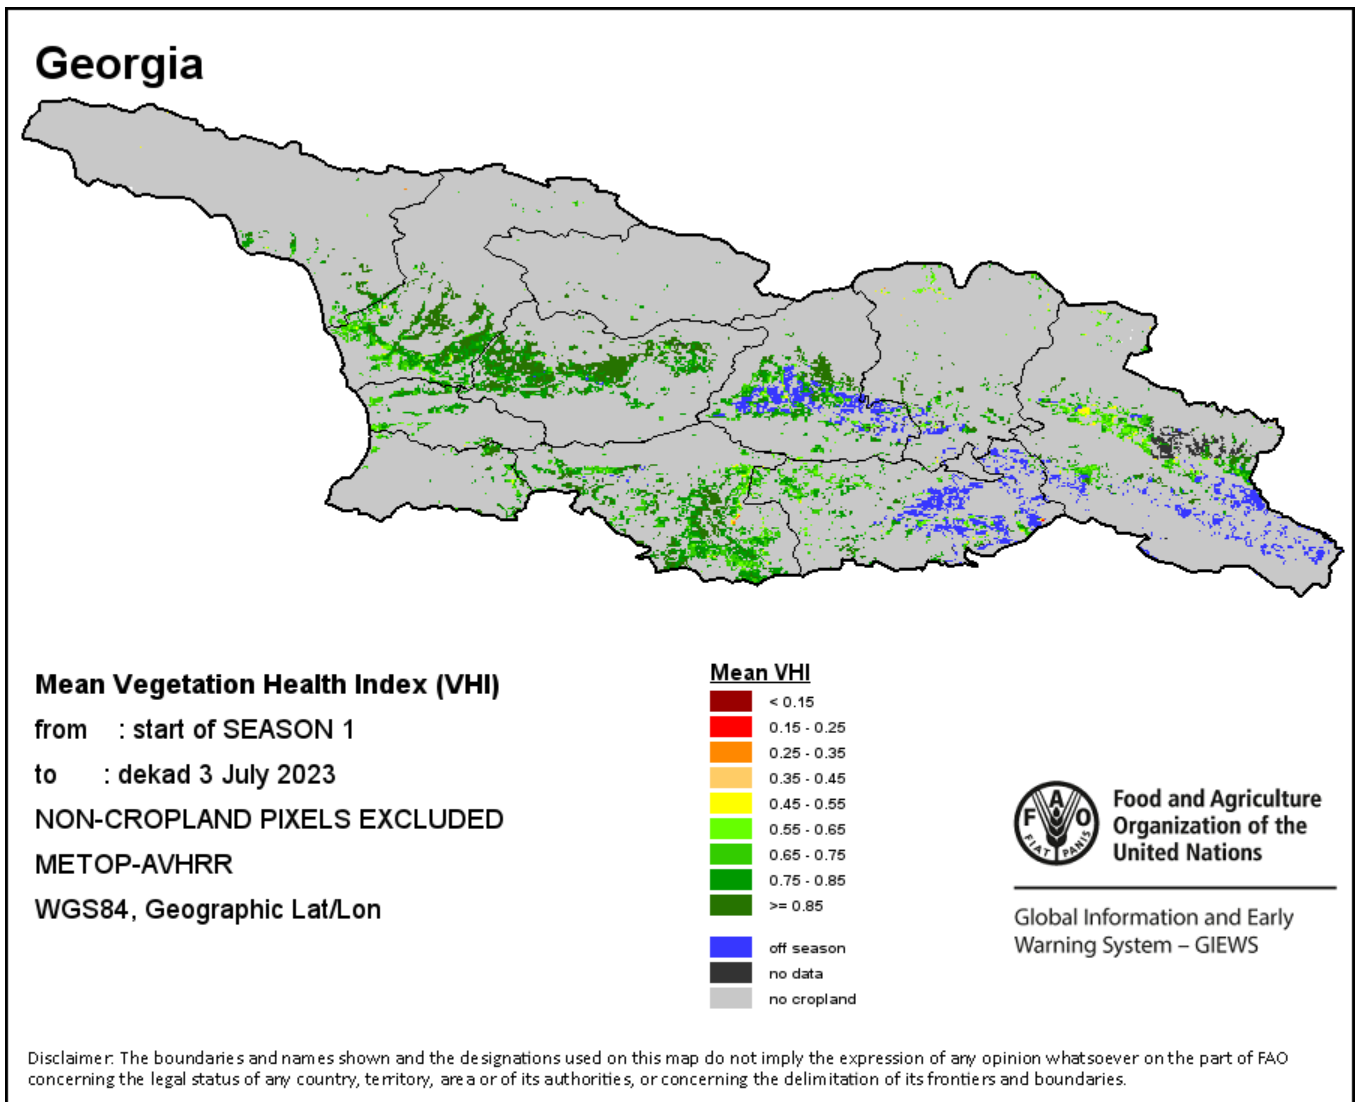 Georgia
Mean Vegetation Health Index (VHI)
from : start of SEASON 1
to : dekad 3 July 2023
NON-CROPLAND PIXELS EXCLUDED
METOP-AVHRR
WGS84, Geographic Lat/Lon
Mean VHI
< 0.15
0.15 - 0.25
0.25 - 0.35
0.35 - 0.45
0.45 - 0.55
0.55 - 0.65
0.65 - 0.75
0.75 - 0.85
>= 0.85
off season
no data
no cropland
F A O
FIAT PANIS
Food and Agriculture
Organization of the
United Nations
Global Information and Early
Warning System – GIEWS
Disclaimer: The boundaries and names shown and the designations used on this map do not imply the expression of any opinion whatsoever on the part of FAO
concerning the legal status of any country, territory, area or of its authorities, or concerning the delimitation of its frontiers and boundaries.